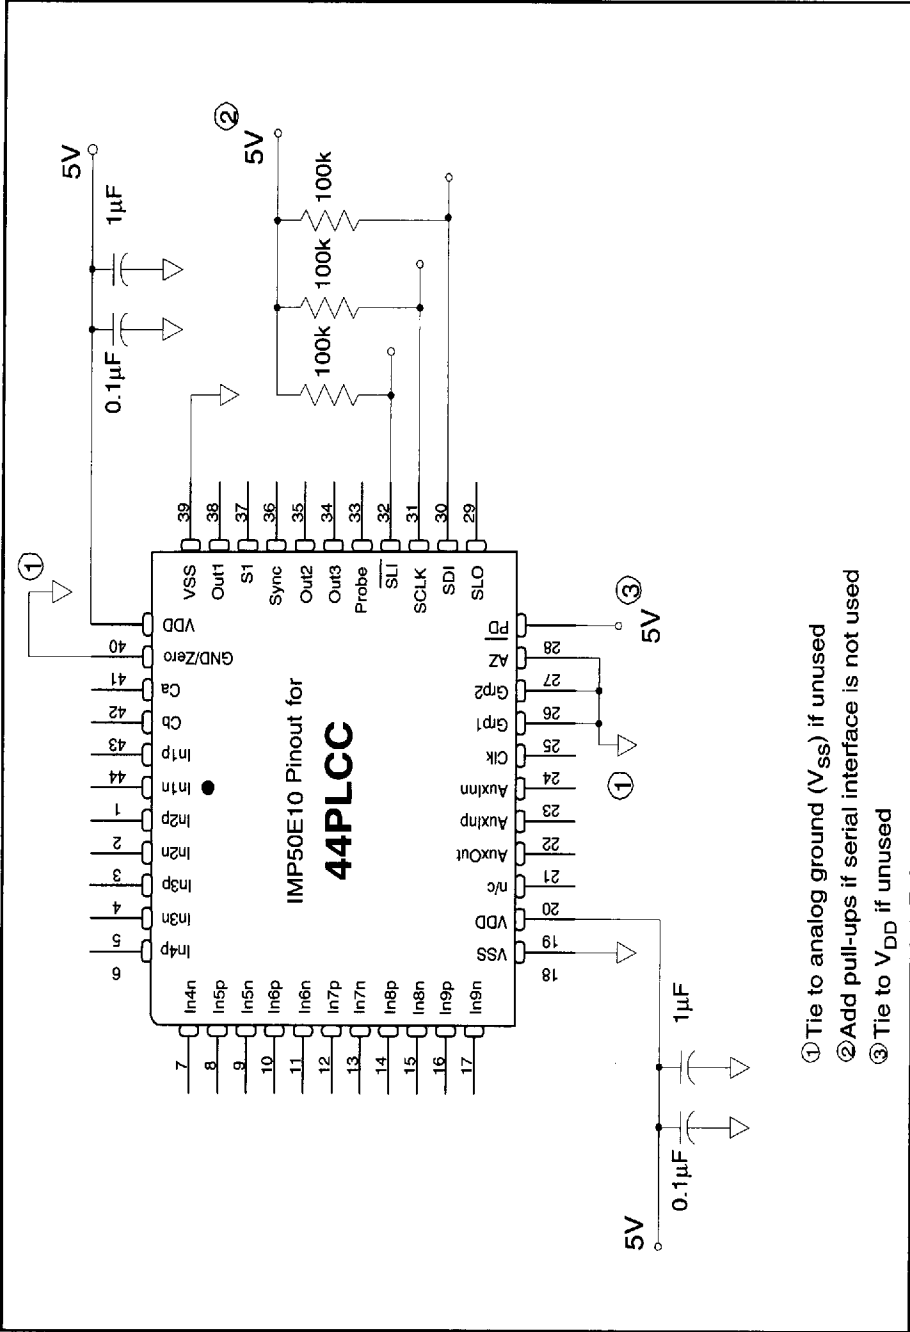 5V
1μF
0.1μF
①
②
5V
100k
100k
100k
40
41
42
43
44
1
2
3
4
5
6
VDD
GND/Zero
Ca
Cb
In1p
In1n
In2p
In2n
In3p
In3n
In4p
7 In4n
8 In5p
9 In5n
10 In6p
11 In6n
12 In7p
13 In7n
14 In8p
15 In8n
16 In9p
17 In9n
IMP50E10 Pinout for
44PLCC
VSS 39
Out1 38
S1 37
Sync 36
Out2 35
Out3 34
Probe 33
SLI 32
SCLK 31
SDI 30
SLO 29
VSS
VDD
n/c
AuxOut
AuxInp
AuxInn
Clk
Grp1
Grp2
AZ
PD
18
19
20
21
22
23
24
25
26
27
28
①
5V
③
5V
0.1μF
1μF
①Tie to analog ground (VSS) if unused
②Add pull-ups if serial interface is not used
③Tie to VDD if unused